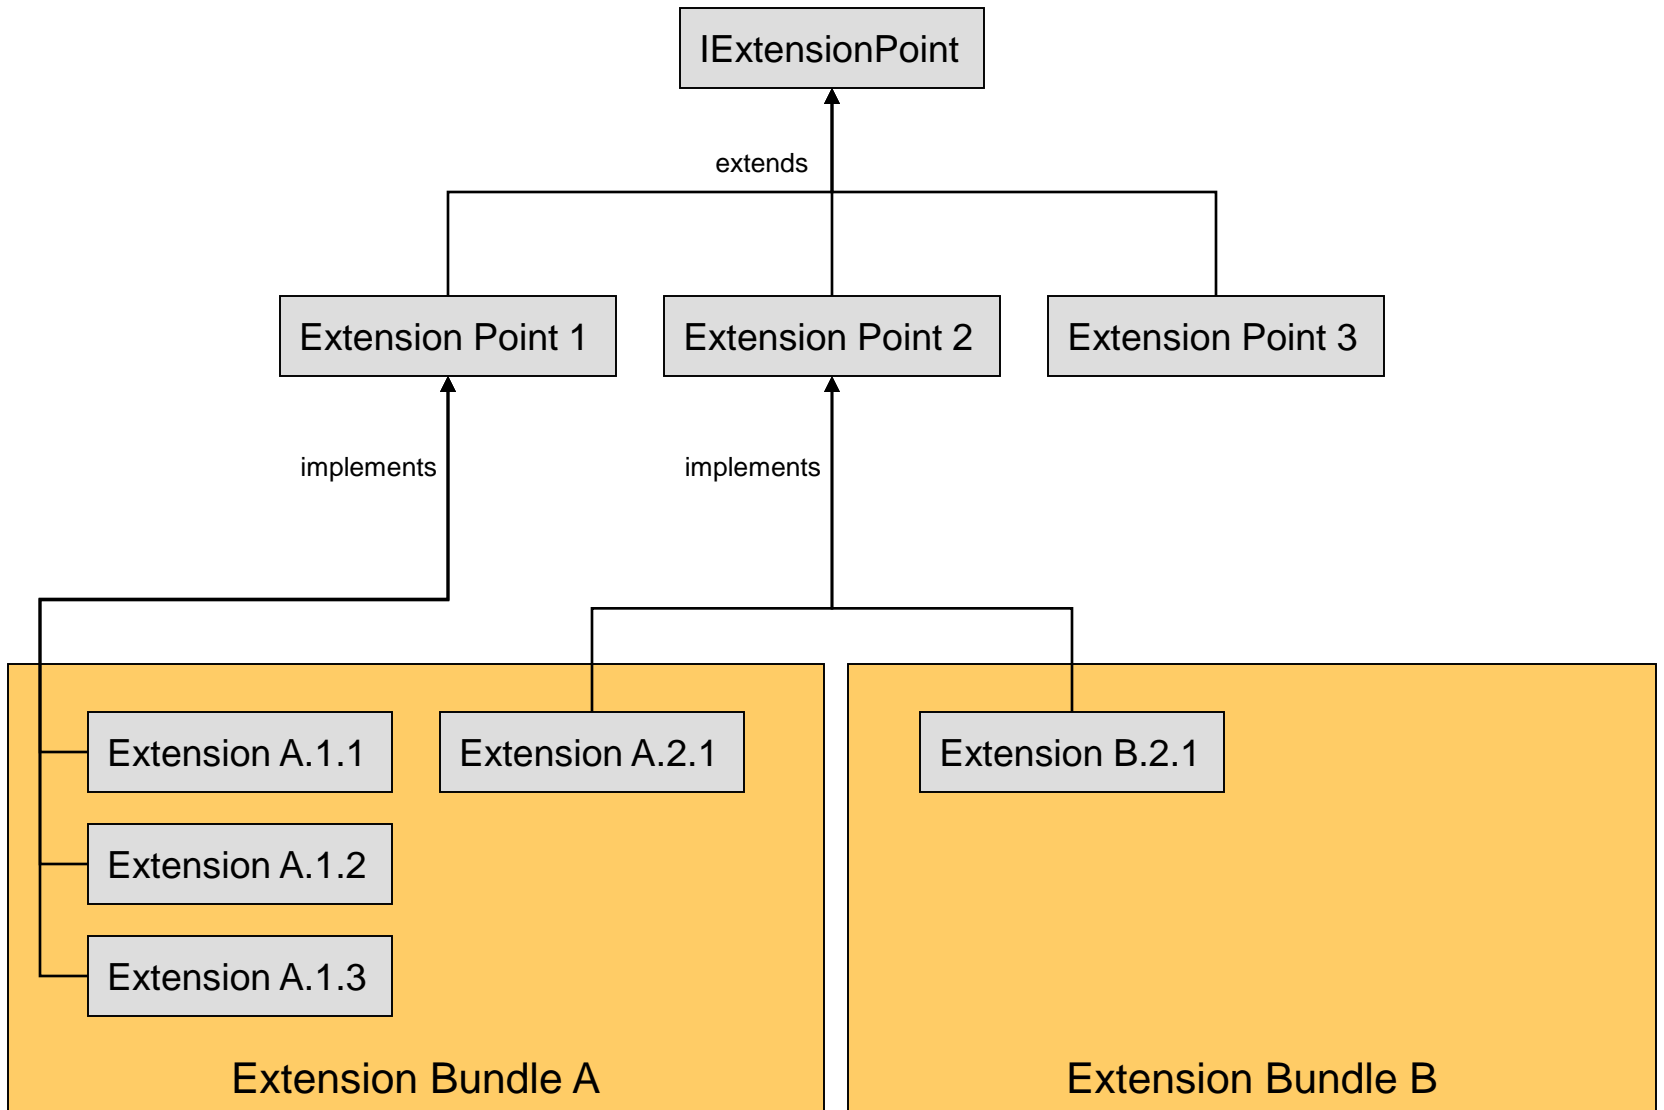 IExtensionPoint
extends
Extension Point 1
Extension Point 2
Extension Point 3
implements
implements
Extension A.1.1
Extension A.2.1
Extension B.2.1
Extension A.1.2
Extension A.1.3
Extension Bundle A
Extension Bundle B